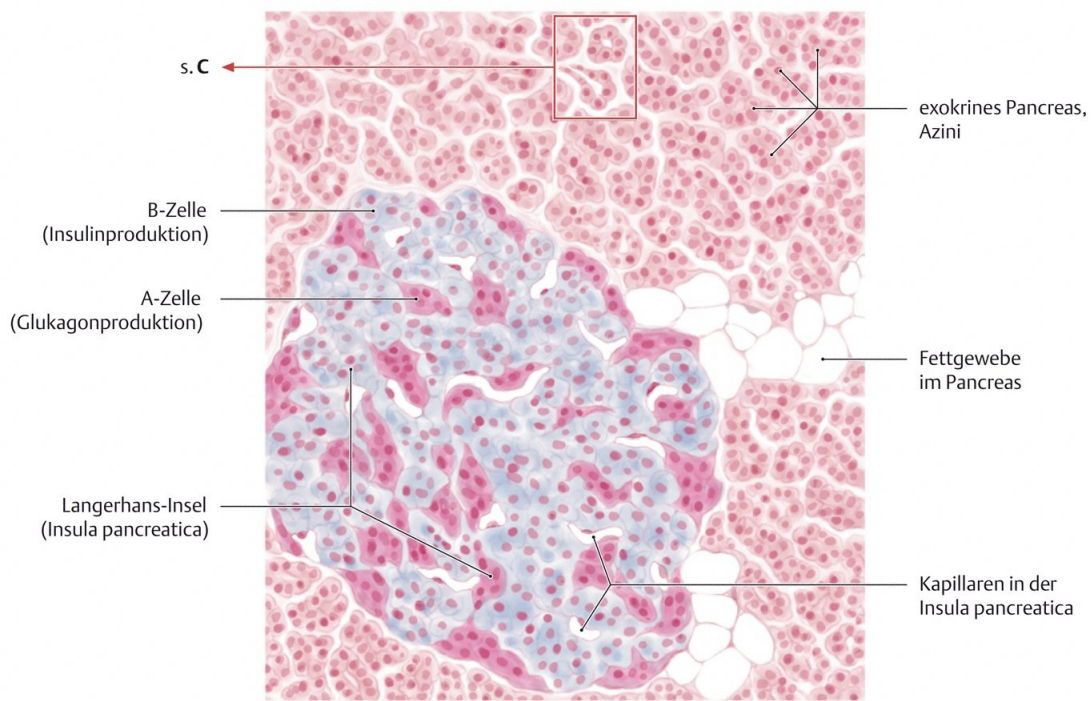 s. C
exokrines Pancreas,
Azini
B-Zelle
(Insulinproduktion)
A-Zelle
(Glukagonproduktion)
Fettgewebe
im Pancreas
Langerhans-Insel
(Insula pancreatica)
Kapillaren in der
Insula pancreatica